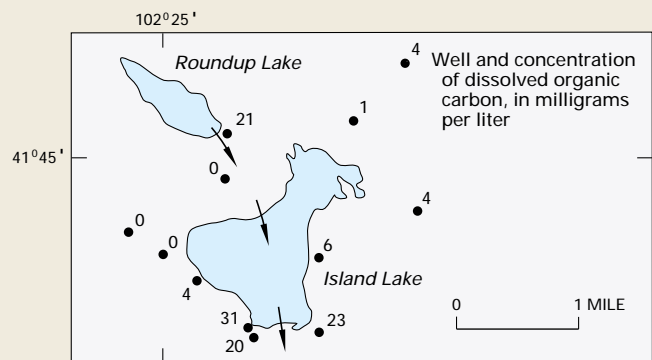 102°25'
Roundup Lake
4
Well and concentration
of dissolved organic
carbon, in milligrams
per liter
1
21
41°45'
0
4
0
0
6
Island Lake
4
0 1 MILE
31
23
20